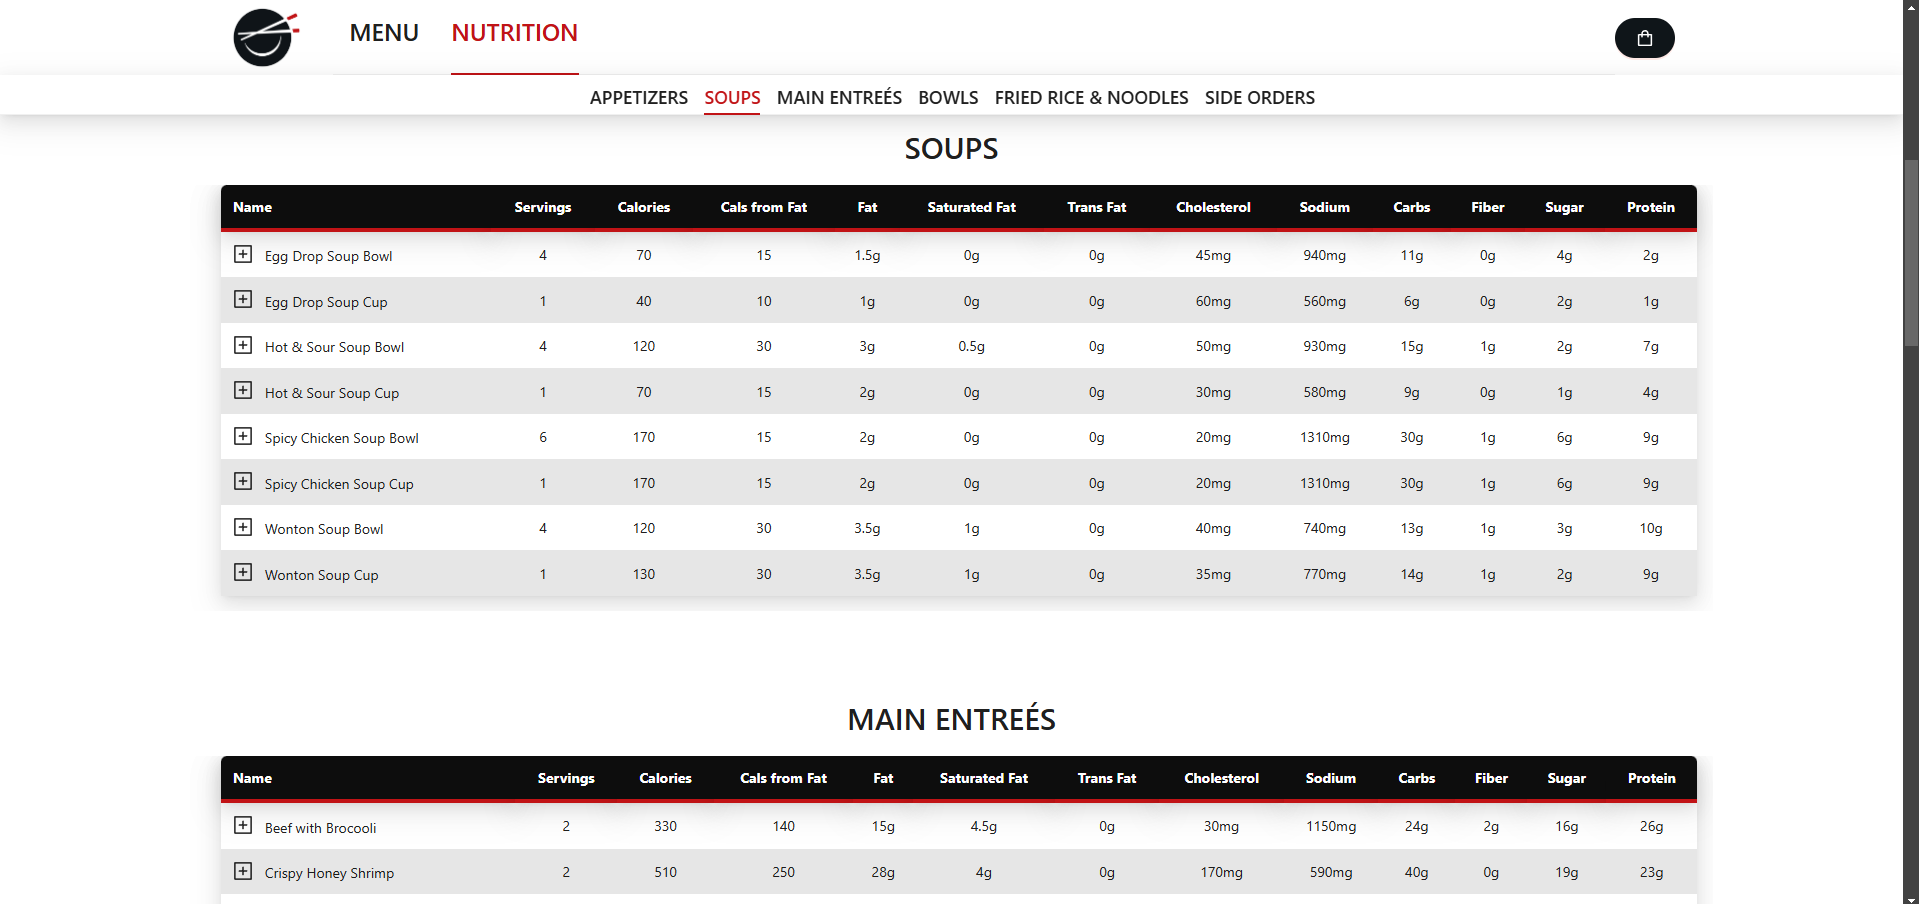 MENU NUTRITION
APPETIZERS SOUPS MAIN ENTREÉS BOWLS FRIED RICE & NOODLES SIDE ORDERS
SOUPS
Name Servings Calories Cals from Fat Fat Saturated Fat Trans Fat Cholesterol Sodium Carbs Fiber Sugar Protein
Egg Drop Soup Bowl 4 70 15 1.5g 0g 0g 45mg 940mg 11g 0g 4g 2g
Egg Drop Soup Cup 1 40 10 1g 0g 0g 60mg 560mg 6g 0g 2g 1g
Hot & Sour Soup Bowl 4 120 30 3g 0.5g 0g 50mg 930mg 15g 1g 2g 7g
Hot & Sour Soup Cup 1 70 15 2g 0g 0g 30mg 580mg 9g 0g 1g 4g
Spicy Chicken Soup Bowl 6 170 15 2g 0g 0g 20mg 1310mg 30g 1g 6g 9g
Spicy Chicken Soup Cup 1 170 15 2g 0g 0g 20mg 1310mg 30g 1g 6g 9g
Wonton Soup Bowl 4 120 30 3.5g 1g 0g 40mg 740mg 13g 1g 3g 10g
Wonton Soup Cup 1 130 30 3.5g 1g 0g 35mg 770mg 14g 1g 2g 9g
MAIN ENTREÉS
Name Servings Calories Cals from Fat Fat Saturated Fat Trans Fat Cholesterol Sodium Carbs Fiber Sugar Protein
Beef with Brocooli 2 330 140 15g 4.5g 0g 30mg 1150mg 24g 2g 16g 26g
Crispy Honey Shrimp 2 510 250 28g 4g 0g 170mg 590mg 40g 0g 19g 23g